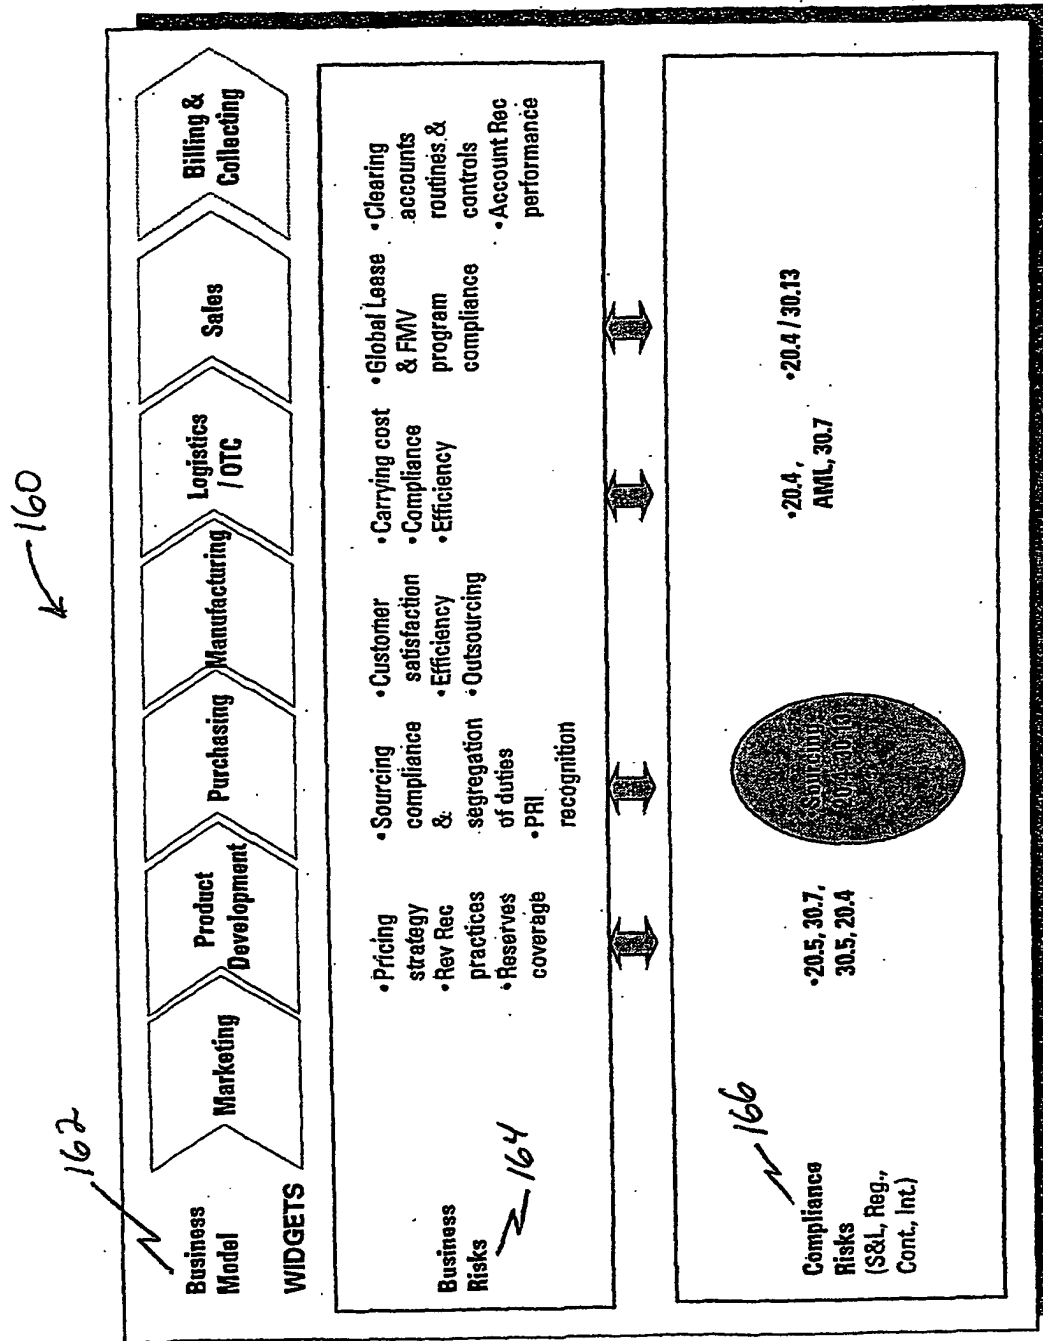 160
162
Business
Model
WIDGETS
Marketing
Product
Development
Purchasing
Manufacturing
Logistics
/ OTC
Sales
Billing &
Collecting
Business
Risks
164
•Pricing
strategy
•Rev Rec
practices
•Reserves
coverage
•Sourcing
compliance
&
segregation
of duties
•PRI
recognition
•Customer
satisfaction
•Efficiency
•Outsourcing
•Carrying cost
•Compliance
•Efficiency
•Global Lease
& FMV
program
compliance
•Clearing
accounts
routines &
controls
•Account Rec
performance
Compliance
Risks
(S&L, Reg.,
Cont., Int.)
166
•20.5, 30.7,
30.5, 20.4
Sourcing
•20.4,
AML, 30.7
•20.4 / 30.13